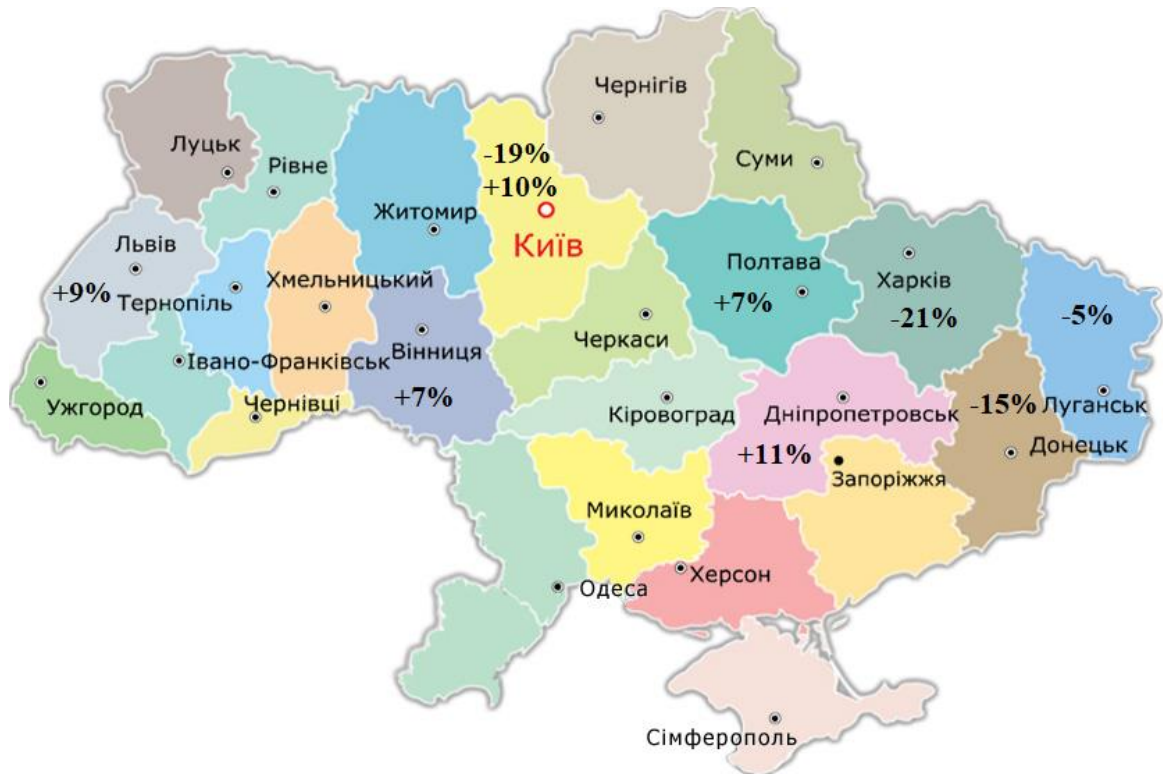 Чернігів
Луцьк
Рівне
-19%
+10%
Суми
Житомир
Київ
Львів
+9%
Тернопіль
Хмельницький
Полтава
+7%
Харків
-21%
-5%
Івано-Франківськ
Вінниця
+7%
Черкаси
Ужгород
Чернівці
Кіровоград
Дніпропетровськ
+11%
-15%
Луганськ
Донецьк
Запоріжжя
Миколаїв
Херсон
Одеса
Сімферополь